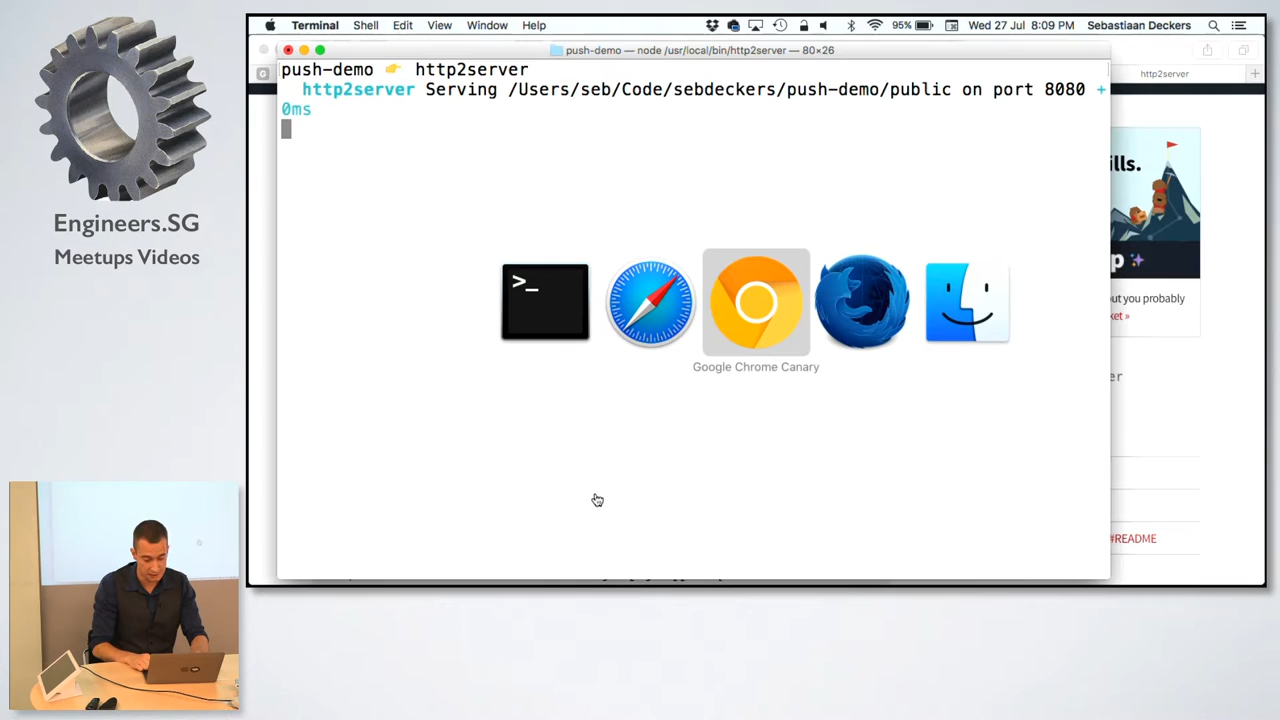 Engineers.SG
Meetups Videos
Terminal Shell Edit View Window Help
95% Wed 27 Jul 8:09 PM Sebastiaan Deckers
push-demo — node /usr/local/bin/http2server — 80×26
http2server
push-demo 👉 http2server
http2server Serving /Users/seb/Code/sebdeckers/push-demo/public on port 8080 +
0ms
>_
Google Chrome Canary
ills.
p
out you probably
ket »
er
#README